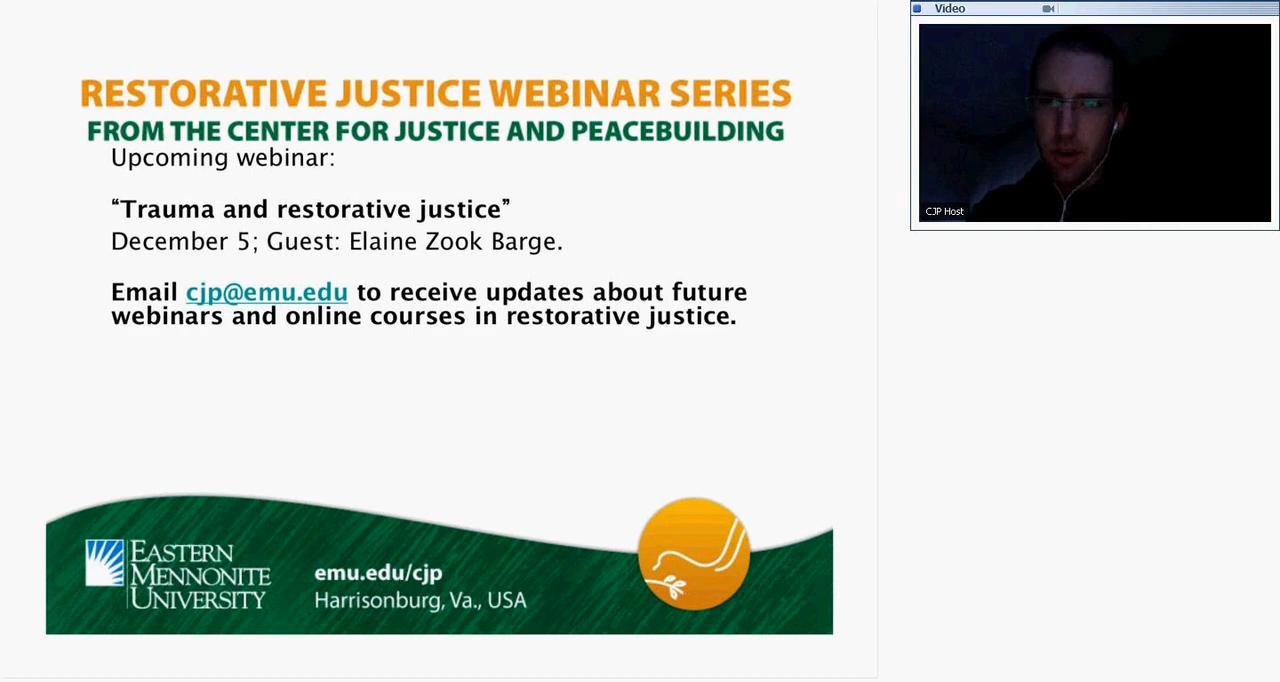 RESTORATIVE JUSTICE WEBINAR SERIES
FROM THE CENTER FOR JUSTICE AND PEACEBUILDING
Upcoming webinar:
“Trauma and restorative justice”
December 5; Guest: Elaine Zook Barge.
Email cjp@emu.edu to receive updates about future
webinars and online courses in restorative justice.
EASTERN
MENNONITE
UNIVERSITY
emu.edu/cjp
Harrisonburg, Va., USA
Video
CJP Host